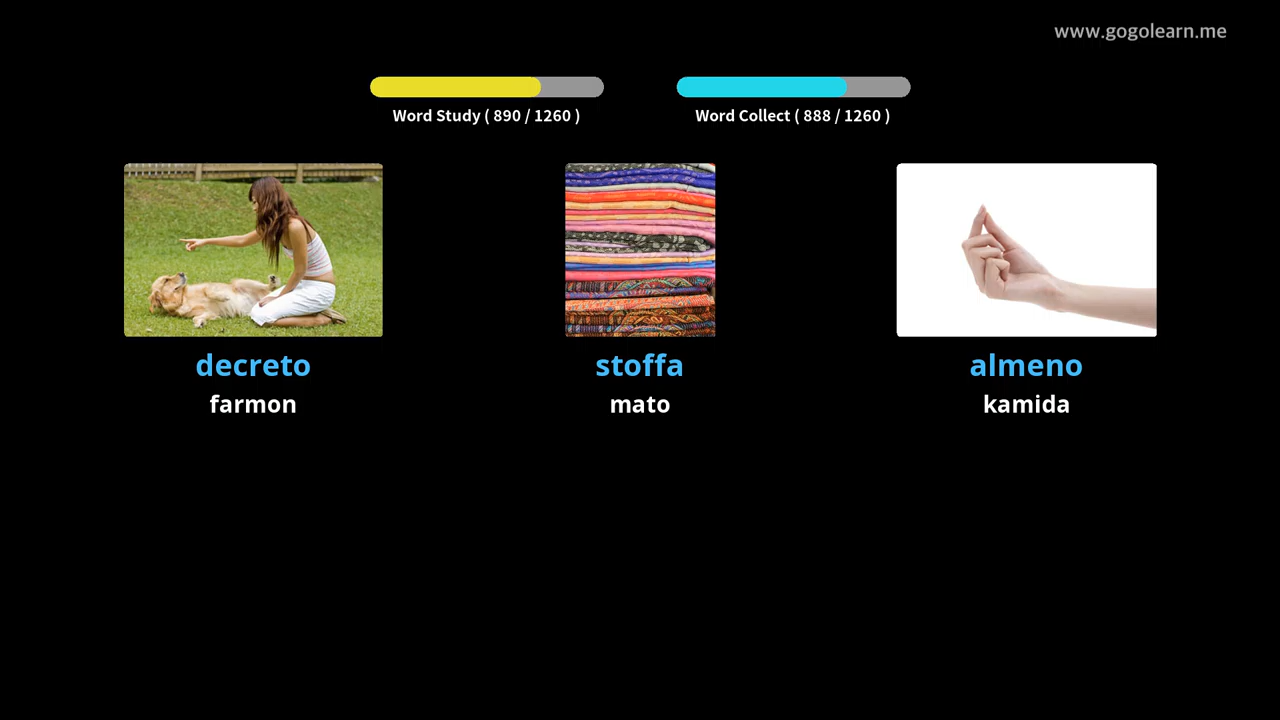 www.gogolearn.me
Word Study ( 890 / 1260 )
Word Collect ( 888 / 1260 )
decreto
farmon
stoffa
mato
almeno
kamida